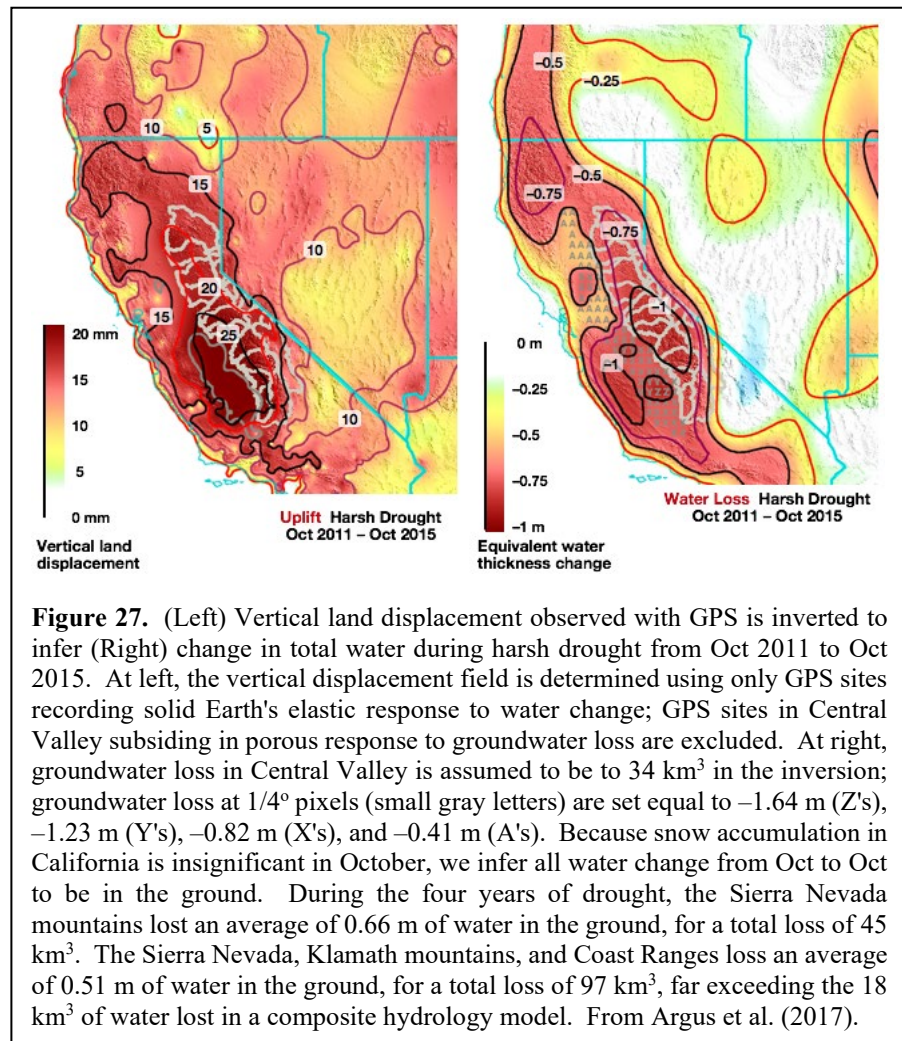 10
5
15
10
20
15
25
10
20 mm
15
10
5
0 mm
Vertical land
displacement
Uplift Harsh Drought
Oct 2011 – Oct 2015
–0.5
–0.25
–0.5
–0.75
–0.75
–1
–1
0 m
–0.25
–0.5
–0.75
–1 m
Equivalent water
thickness change
Water Loss Harsh Drought
Oct 2011 – Oct 2015
Figure 27. (Left) Vertical land displacement observed with GPS is inverted to
infer (Right) change in total water during harsh drought from Oct 2011 to Oct
2015. At left, the vertical displacement field is determined using only GPS sites
recording solid Earth's elastic response to water change; GPS sites in Central
Valley subsiding in porous response to groundwater loss are excluded. At right,
groundwater loss in Central Valley is assumed to be to 34 km³ in the inversion;
groundwater loss at 1/4º pixels (small gray letters) are set equal to –1.64 m (Z's),
–1.23 m (Y's), –0.82 m (X's), and –0.41 m (A's). Because snow accumulation in
California is insignificant in October, we infer all water change from Oct to Oct
to be in the ground. During the four years of drought, the Sierra Nevada
mountains lost an average of 0.66 m of water in the ground, for a total loss of 45
km³. The Sierra Nevada, Klamath mountains, and Coast Ranges loss an average
of 0.51 m of water in the ground, for a total loss of 97 km³, far exceeding the 18
km³ of water lost in a composite hydrology model. From Argus et al. (2017).